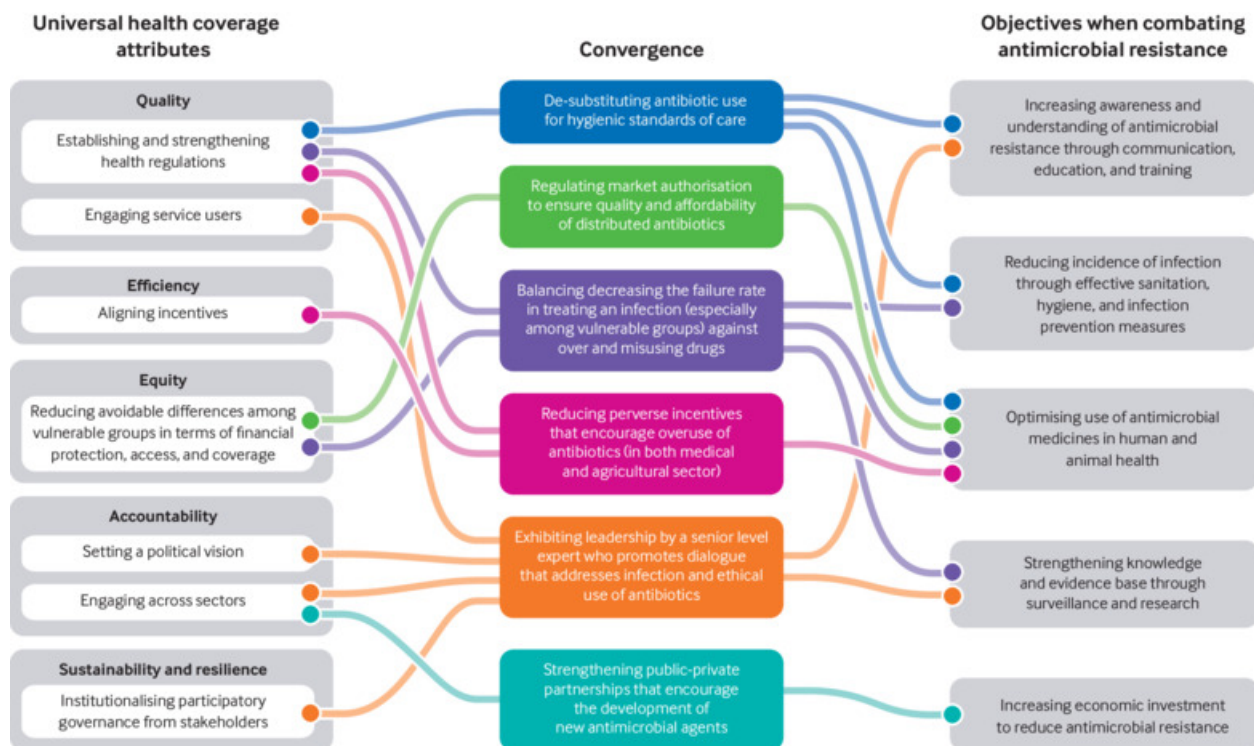 Universal health coverage
attributes
Quality
Establishing and strengthening
health regulations
Engaging service users
Efficiency
Aligning incentives
Equity
Reducing avoidable differences among
vulnerable groups in terms of financial
protection, access, and coverage
Accountability
Setting a political vision
Engaging across sectors
Sustainability and resilience
Institutionalising participatory
governance from stakeholders
Convergence
De-substituting antibiotic use
for hygienic standards of care
Regulating market authorisation
to ensure quality and affordability
of distributed antibiotics
Balancing decreasing the failure rate
in treating an infection (especially
among vulnerable groups) against
over and misusing drugs
Reducing perverse incentives
that encourage overuse of
antibiotics (in both medical
and agricultural sector)
Exhibiting leadership by a senior level
expert who promotes dialogue
that addresses infection and ethical
use of antibiotics
Strengthening public-private
partnerships that encourage
the development of
new antimicrobial agents
Objectives when combating
antimicrobial resistance
Increasing awareness and
understanding of antimicrobial
resistance through communication,
education, and training
Reducing incidence of infection
through effective sanitation,
hygiene, and infection
prevention measures
Optimising use of antimicrobial
medicines in human and
animal health
Strengthening knowledge
and evidence base through
surveillance and research
Increasing economic investment
to reduce antimicrobial resistance